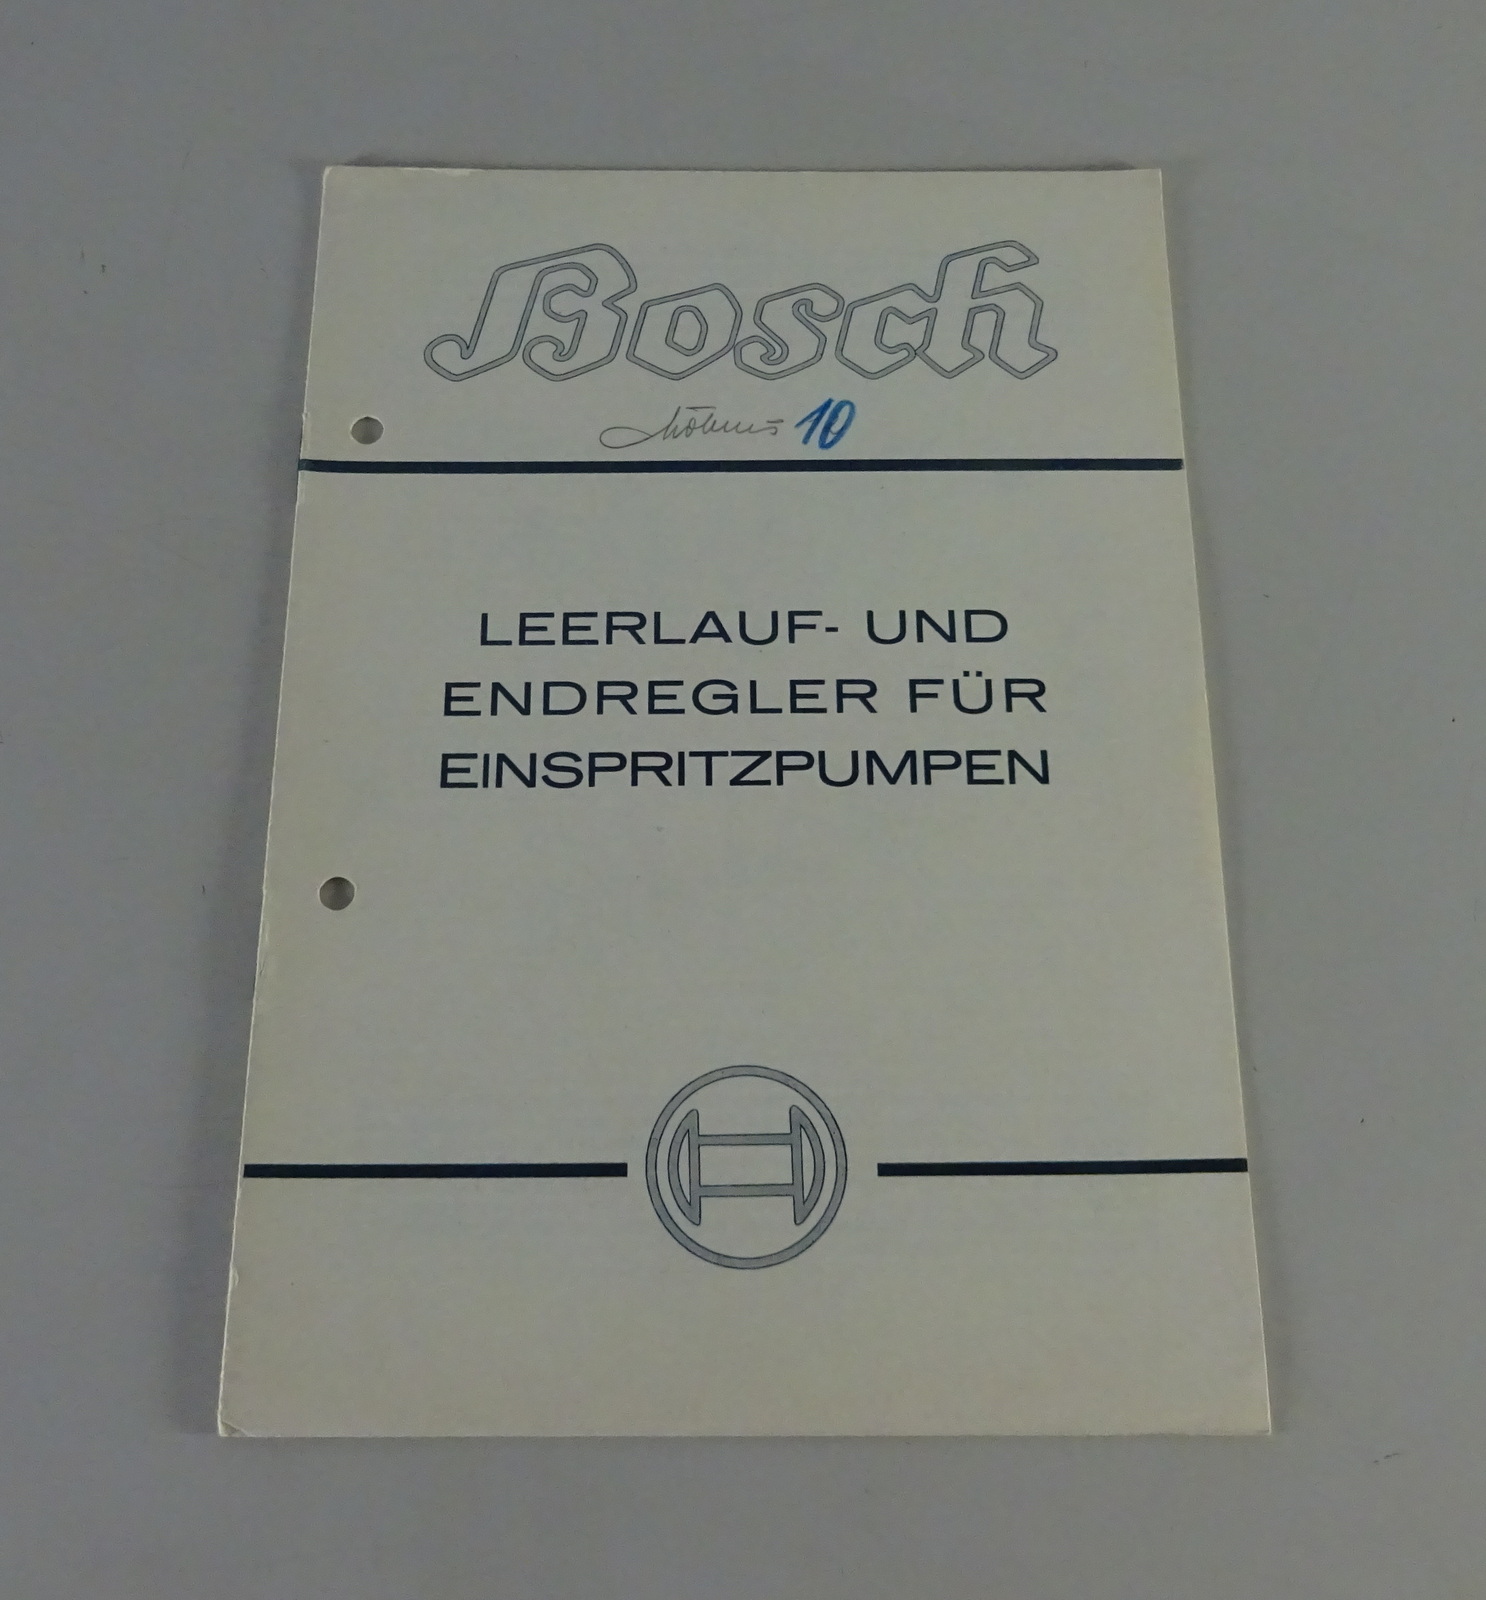 Bosch
10
LEERLAUF- UND
ENDREGLER FÜR
EINSPRITZPUMPEN